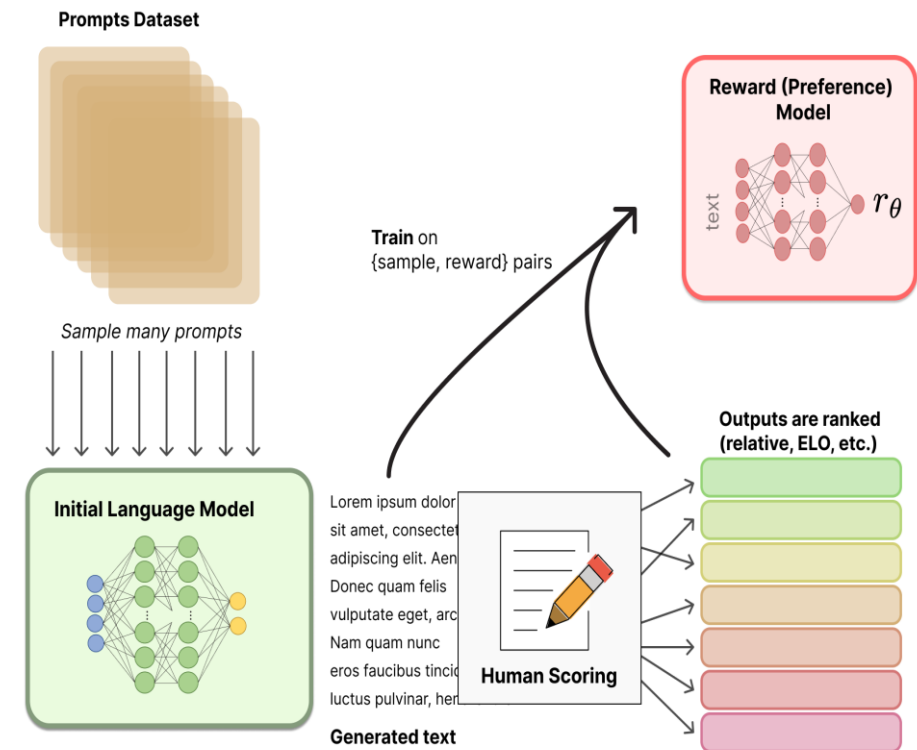 Prompts Dataset
Reward (Preference)
Model
text
rθ
Train on
{sample, reward} pairs
Sample many prompts
Outputs are ranked
(relative, ELO, etc.)
Initial Language Model
Lorem ipsum dolor
sit amet, consectet
adipiscing elit. Aen
Donec quam felis
vulputate eget, arc
Nam quam nunc
eros faucibus tincid
luctus pulvinar, her
Human Scoring
Generated text